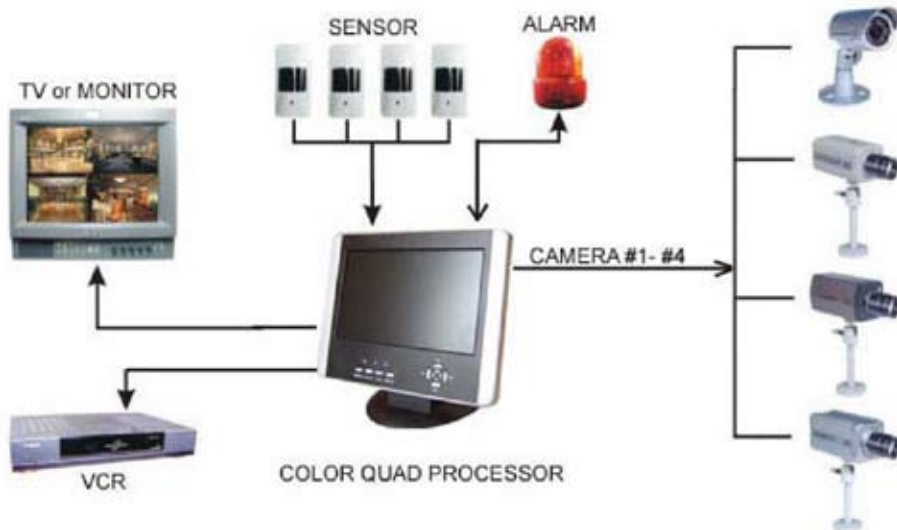 SENSOR
ALARM
TV or MONITOR
CAMERA #1- #4
VCR
COLOR QUAD PROCESSOR